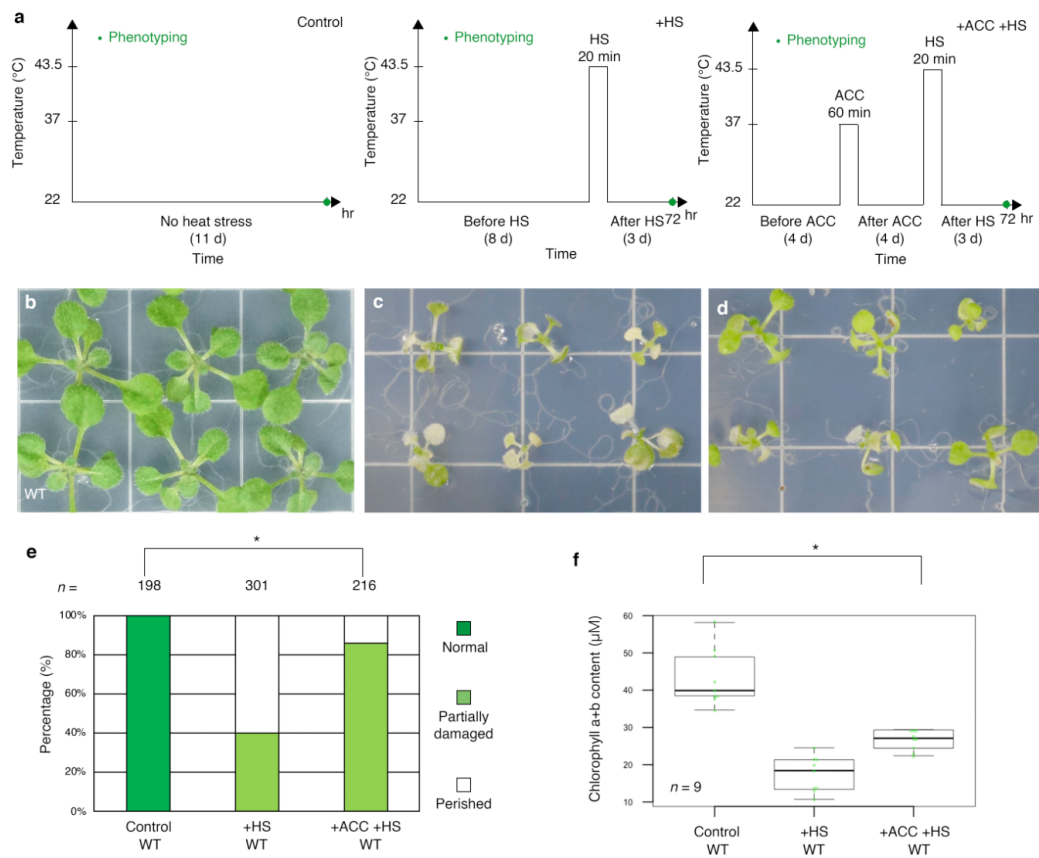 a
Control
Phenotyping
Temperature (°C)
43.5
37
22
hr
No heat stress
(11 d)
Time
+HS
Phenotyping
HS
20 min
Temperature (°C)
43.5
37
22
72 hr
Before HS
(8 d)
After HS
(3 d)
Time
+ACC +HS
Phenotyping
HS
20 min
ACC
60 min
Temperature (°C)
43.5
37
22
72 hr
Before ACC
(4 d)
After ACC
(4 d)
After HS
(3 d)
Time
b
WT
c
d
e
*
n =
198
301
216
Percentage (%)
100%
80%
60%
40%
20%
0%
Control
WT
+HS
WT
+ACC +HS
WT
Normal
Partially
damaged
Perished
f
*
Chlorophyll a+b content (µM)
60
50
40
30
20
10
n = 9
Control
WT
+HS
WT
+ACC +HS
WT